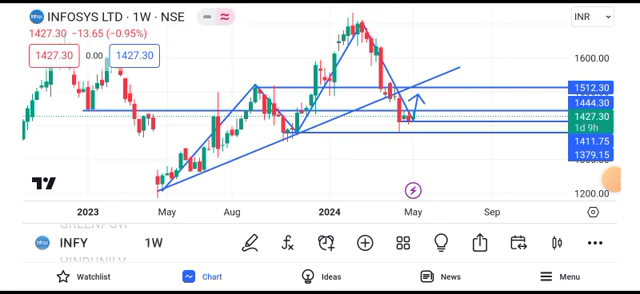 INFOSYS LTD · 1W · NSE
INR
1427.30 −13.65 (−0.95%)
1427.30 0.00 1427.30
1600.00
1512.30
1444.30
1427.30
1d 9h
1411.75
1379.15
1200.00
2023 May Aug 2024 May Sep
INFY 1W
Watchlist Chart Ideas News Menu